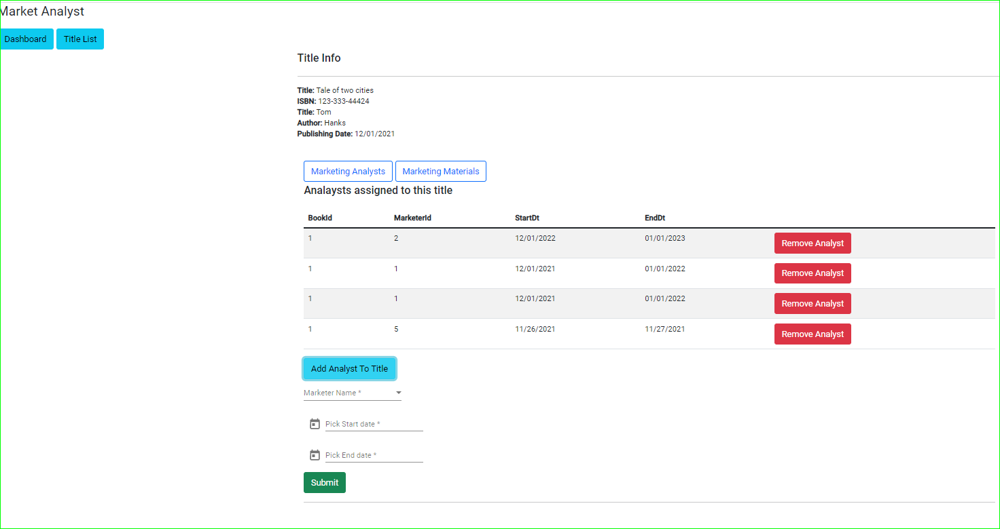 Market Analyst
Dashboard Title List
Title Info
Title: Tale of two cities
ISBN: 123-333-44424
Title: Tom
Author: Hanks
Publishing Date: 12/01/2021
Marketing Analysts Marketing Materials
Analaysts assigned to this title
BookId MarketerId StartDt EndDt
1 2 12/01/2022 01/01/2023 Remove Analyst
1 1 12/01/2021 01/01/2022 Remove Analyst
1 1 12/01/2021 01/01/2022 Remove Analyst
1 5 11/26/2021 11/27/2021 Remove Analyst
Add Analyst To Title
Marketer Name *
Pick Start date *
Pick End date *
Submit